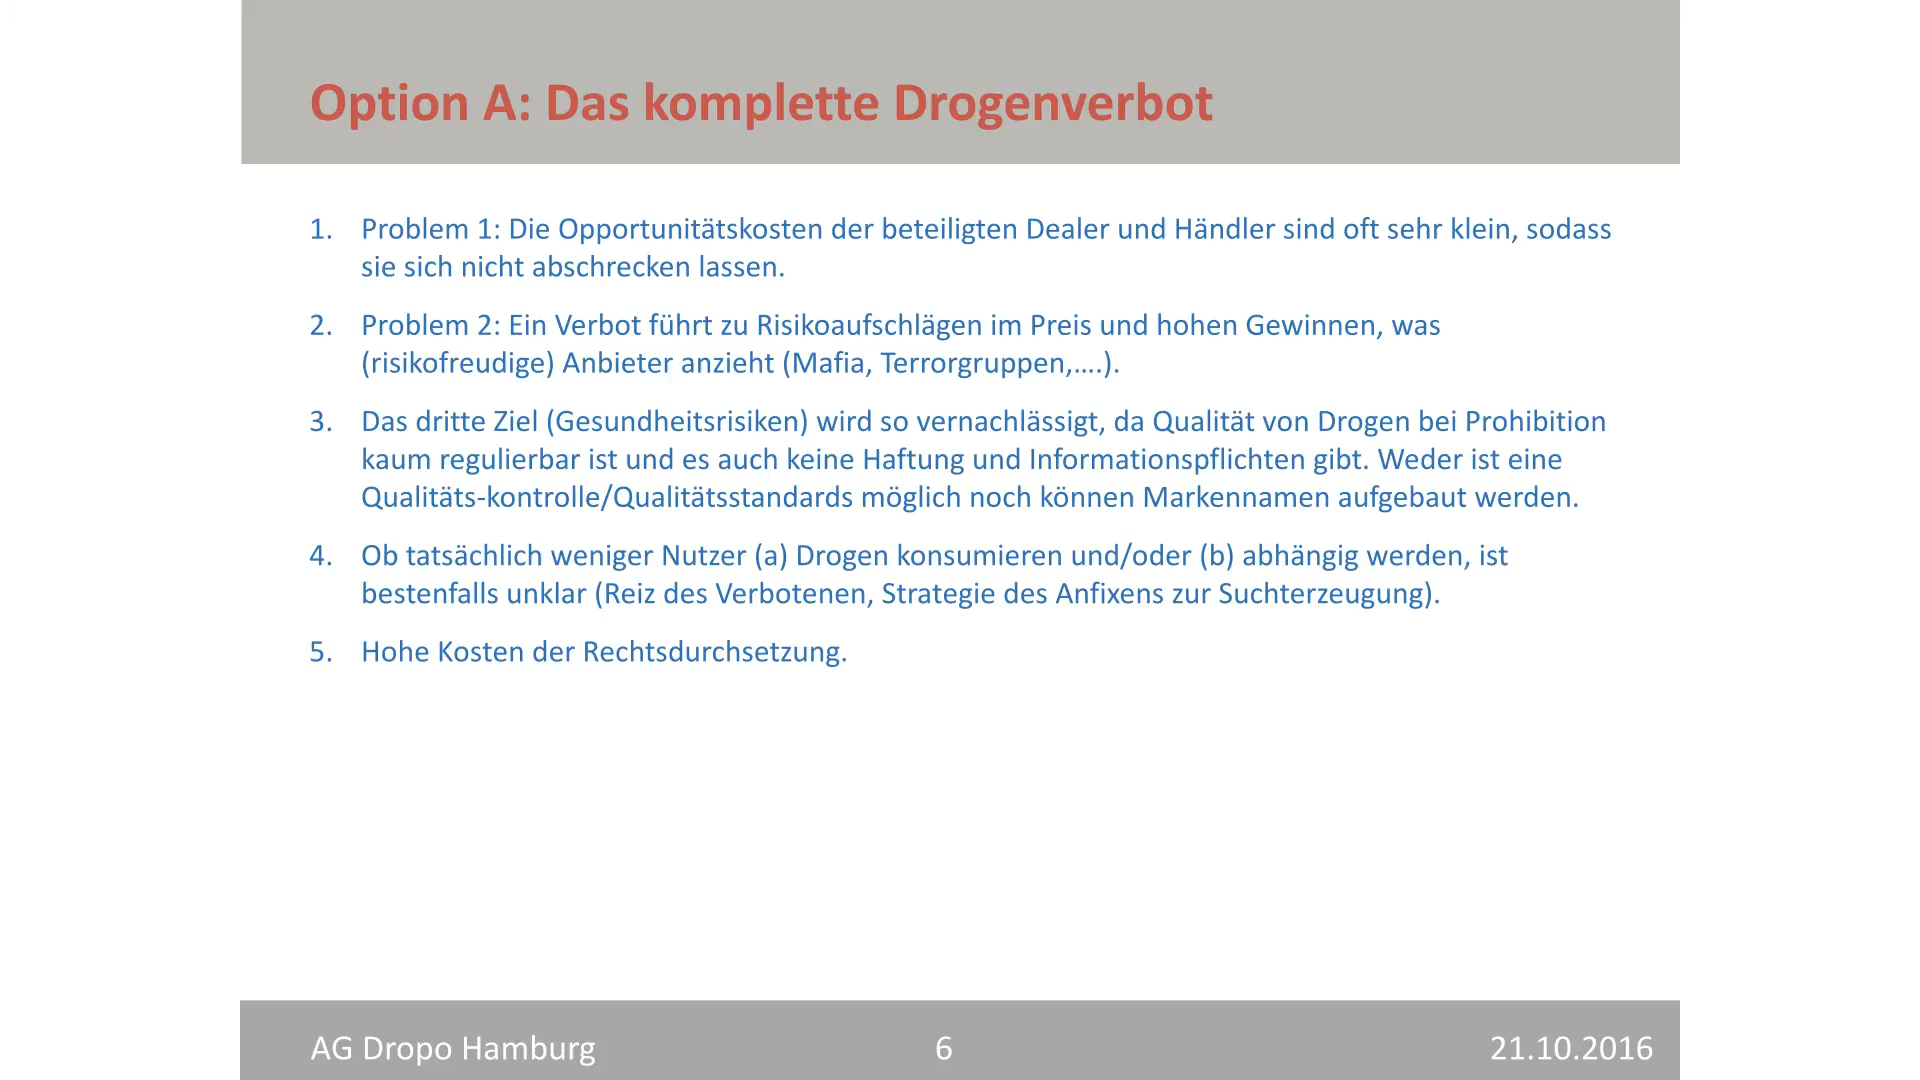 Option A: Das komplette Drogenverbot
1. Problem 1: Die Opportunitätskosten der beteiligten Dealer und Händler sind oft sehr klein, sodass
sie sich nicht abschrecken lassen.
2. Problem 2: Ein Verbot führt zu Risikoaufschlägen im Preis und hohen Gewinnen, was
(risikofreudige) Anbieter anzieht (Mafia, Terrorgruppen,….).
3. Das dritte Ziel (Gesundheitsrisiken) wird so vernachlässigt, da Qualität von Drogen bei Prohibition
kaum regulierbar ist und es auch keine Haftung und Informationspflichten gibt. Weder ist eine
Qualitäts-kontrolle/Qualitätsstandards möglich noch können Markennamen aufgebaut werden.
4. Ob tatsächlich weniger Nutzer (a) Drogen konsumieren und/oder (b) abhängig werden, ist
bestenfalls unklar (Reiz des Verbotenen, Strategie des Anfixens zur Suchterzeugung).
5. Hohe Kosten der Rechtsdurchsetzung.
AG Dropo Hamburg 6 21.10.2016